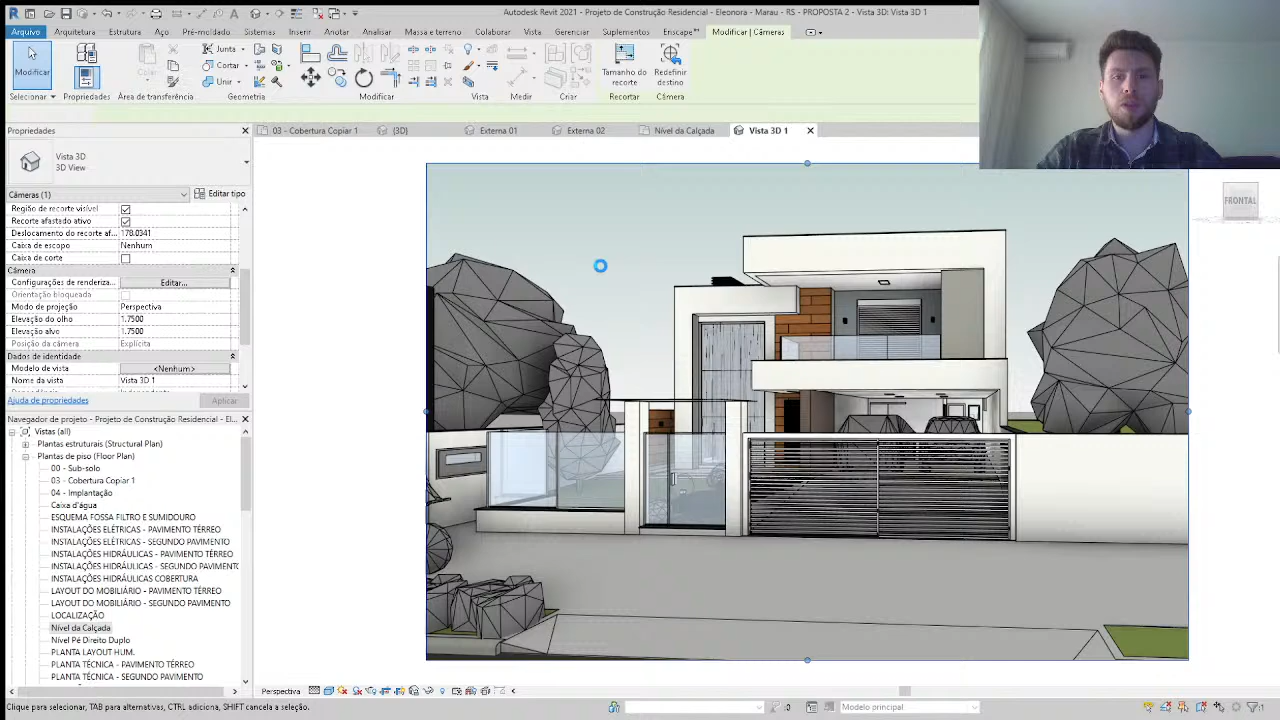 Autodesk Revit 2021 - Projeto de Construção Residencial - Eleonora - Marau - RS - PROPOSTA 2 - Vista 3D: Vista 3D 1
Arquivo Arquitetura Estrutura Aço Pré-moldado Sistemas Inserir Anotar Analisar Massa e terreno Colaborar Vista Gerenciar Suplementos Enscape™ Modificar | Câmeras
Modificar Colar Junta Cortar Unir Tamanho do recorte Redefinir destino
Selecionar Propriedades Área de transferência Geometria Modificar Vista Medir Criar Recortar Câmera
Propriedades
03 - Cobertura Copiar 1 {3D} Externa 01 Externa 02 Nível da Calçada Vista 3D 1
Vista 3D
3D View
Câmeras (1) Editar tipo
Região de recorte visível
Recorte afastado ativo
Deslocamento do recorte af... 178.0341
Caixa de escopo Nenhum
Caixa de corte
Câmera
Configurações de renderiza... Editar...
Orientação bloqueada
Modo de projeção Perspectiva
Elevação do olho 1.7500
Elevação alvo 1.7500
Posição da câmera Explícita
Dados de identidade
Modelo de vista <Nenhum>
Nome da vista Vista 3D 1
Ajuda de propriedades Aplicar
Navegador de projeto - Projeto de Construção Residencial - El...
Vistas (all)
Plantas estruturais (Structural Plan)
Plantas de piso (Floor Plan)
00 - Sub-solo
03 - Cobertura Copiar 1
04 - Implantação
Caixa d'água
ESQUEMA FOSSA FILTRO E SUMIDOURO
INSTALAÇÕES ELÉTRICAS - PAVIMENTO TÉRREO
INSTALAÇÕES ELÉTRICAS - SEGUNDO PAVIMENTO
INSTALAÇÕES HIDRÁULICAS - PAVIMENTO TÉRREO
INSTALAÇÕES HIDRÁULICAS - SEGUNDO PAVIMENTO
INSTALAÇÕES HIDRÁULICAS COBERTURA
LAYOUT DO MOBILIÁRIO - PAVIMENTO TÉRREO
LAYOUT DO MOBILIÁRIO - SEGUNDO PAVIMENTO
LOCALIZAÇÃO
Nível da Calçada
Nível Pé Direito Duplo
PLANTA LAYOUT HUM.
PLANTA TÉCNICA - PAVIMENTO TÉRREO
PLANTA TÉCNICA - SEGUNDO PAVIMENTO
FRONTAL
Perspectiva
Clique para selecionar, TAB para alternativas, CTRL adiciona, SHIFT cancela a seleção. :0 Modelo principal